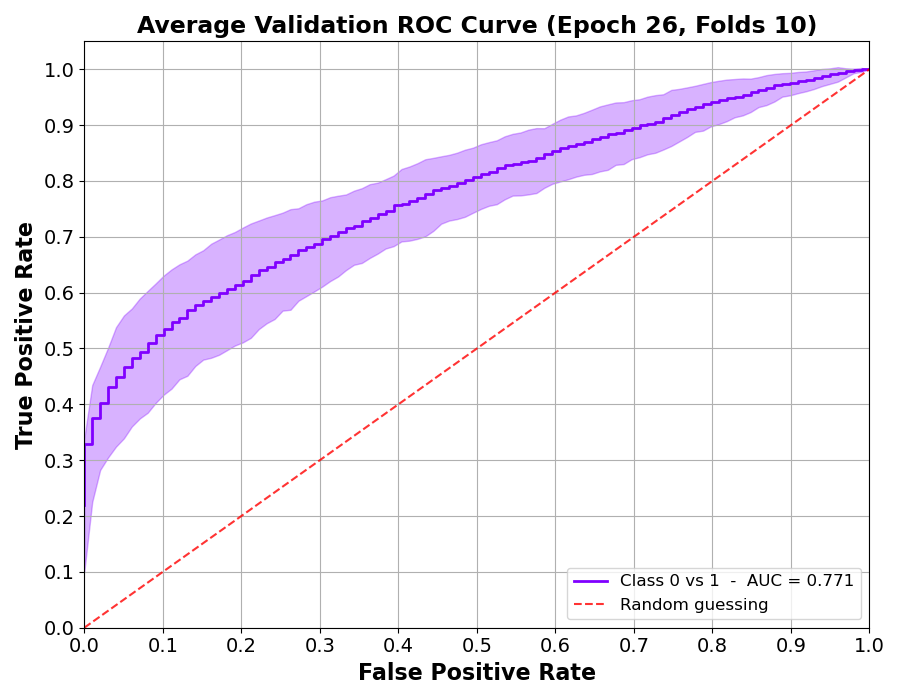 Average Validation ROC Curve (Epoch 26, Folds 10)
True Positive Rate
1.0
0.9
0.8
0.7
0.6
0.5
0.4
0.3
0.2
0.1
0.0
Class 0 vs 1  -  AUC = 0.771
Random guessing
0.0 0.1 0.2 0.3 0.4 0.5 0.6 0.7 0.8 0.9 1.0
False Positive Rate